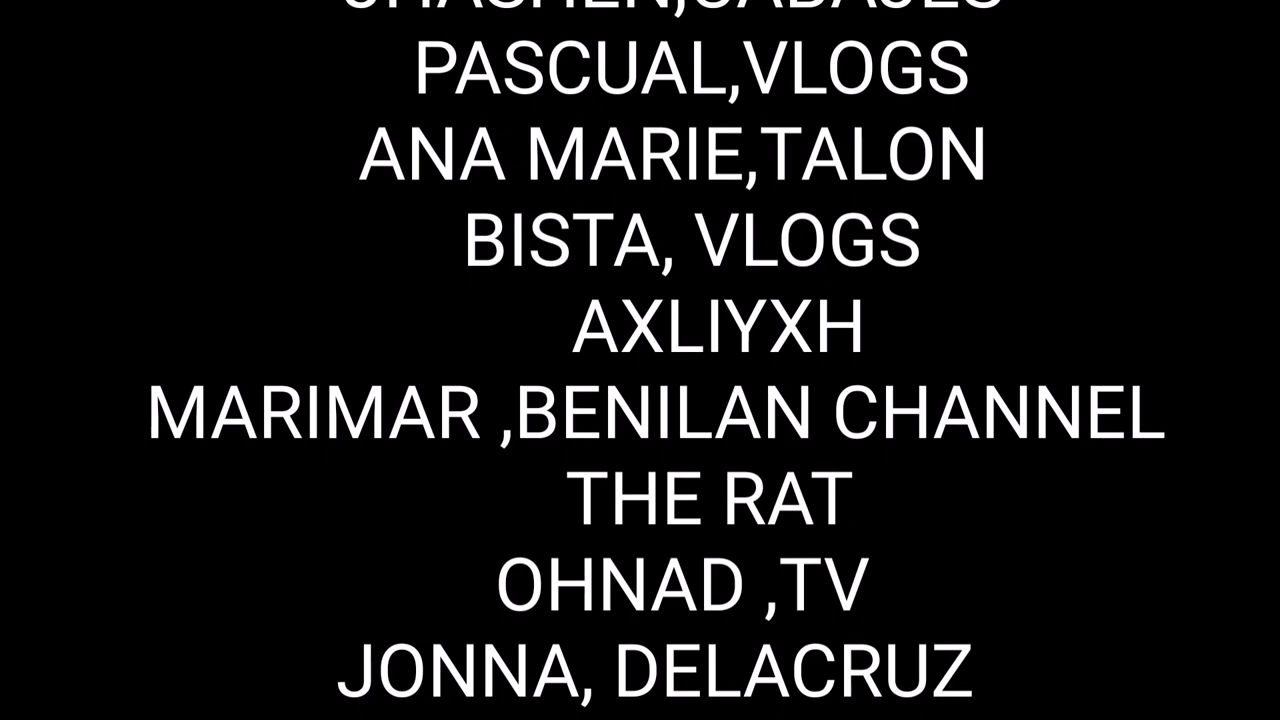 PASCUAL,VLOGS
ANA MARIE,TALON
BISTA, VLOGS
AXLIYXH
MARIMAR ,BENILAN CHANNEL
THE RAT
OHNAD ,TV
JONNA, DELACRUZ